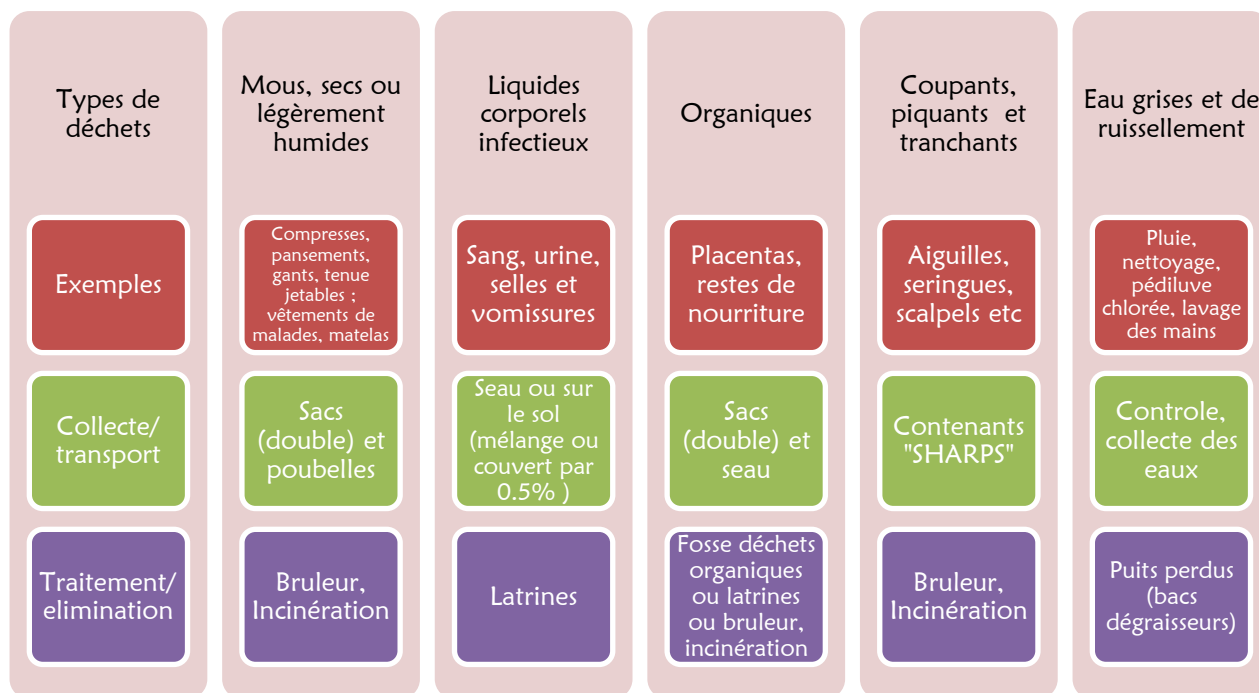 Types de
déchets
Mous, secs ou
légèrement
humides
Liquides
corporels
infectieux
Organiques
Coupants,
piquants et
tranchants
Eau grises et de
ruissellement
Exemples
Compresses,
pansements,
gants, tenue
jetables ;
vêtements de
malades, matelas
Sang, urine,
selles et
vomissures
Placentas,
restes de
nourriture
Aiguilles,
seringues,
scalpels etc
Pluie,
nettoyage,
pédiluve
chlorée, lavage
des mains
Collecte/
transport
Sacs
(double) et
poubelles
Seau ou sur
le sol
(mélange ou
couvert par
0.5% )
Sacs
(double) et
seau
Contenants
"SHARPS"
Controle,
collecte des
eaux
Traitement/
elimination
Bruleur,
Incinération
Latrines
Fosse déchets
organiques
ou latrines
ou bruleur,
incinération
Bruleur,
Incinération
Puits perdus
(bacs
dégraisseurs)